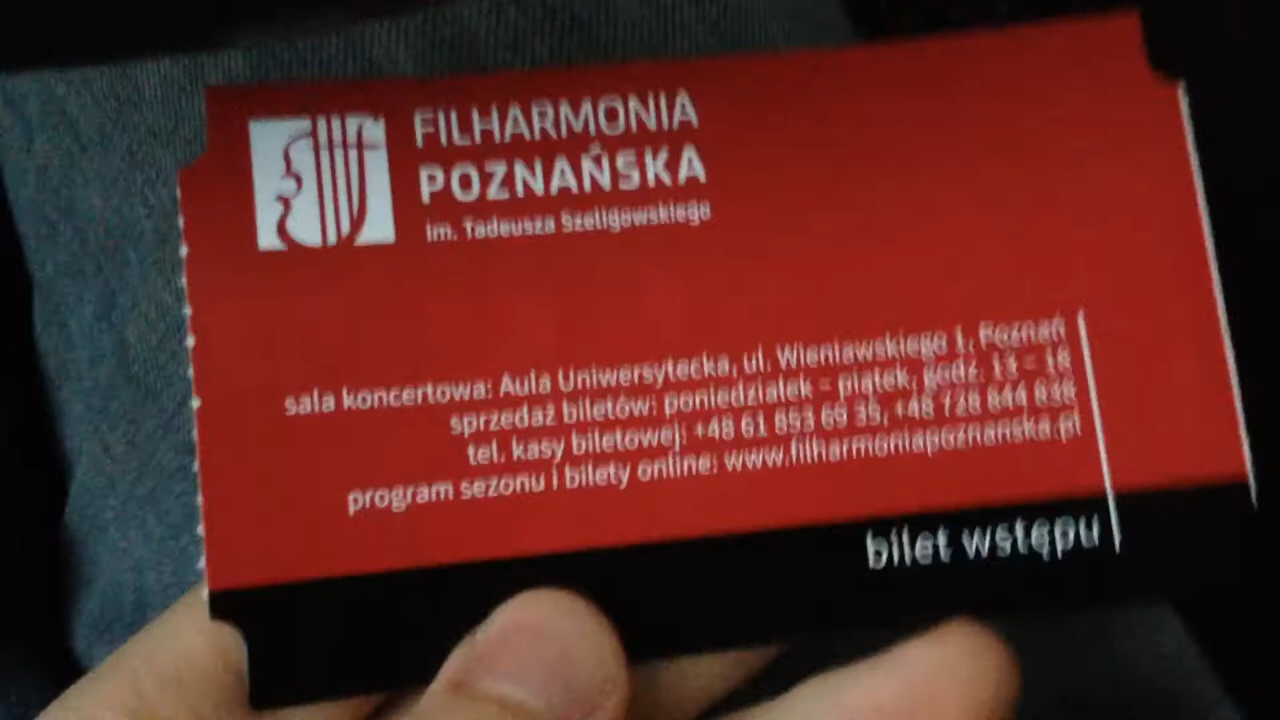 FILHARMONIA
POZNAŃSKA
im. Tadeusza Szeligowskiego
sala koncertowa: Aula Uniwersytecka, ul. Wieniawskiego 1, Poznań
sprzedaż biletów: poniedziałek - piątek, godz. 13 - 18
tel. kasy biletowej: +48 61 853 69 35, +48 728 844 838
program sezonu i bilety online: www.filharmoniapoznanska.pl
bilet wstępu